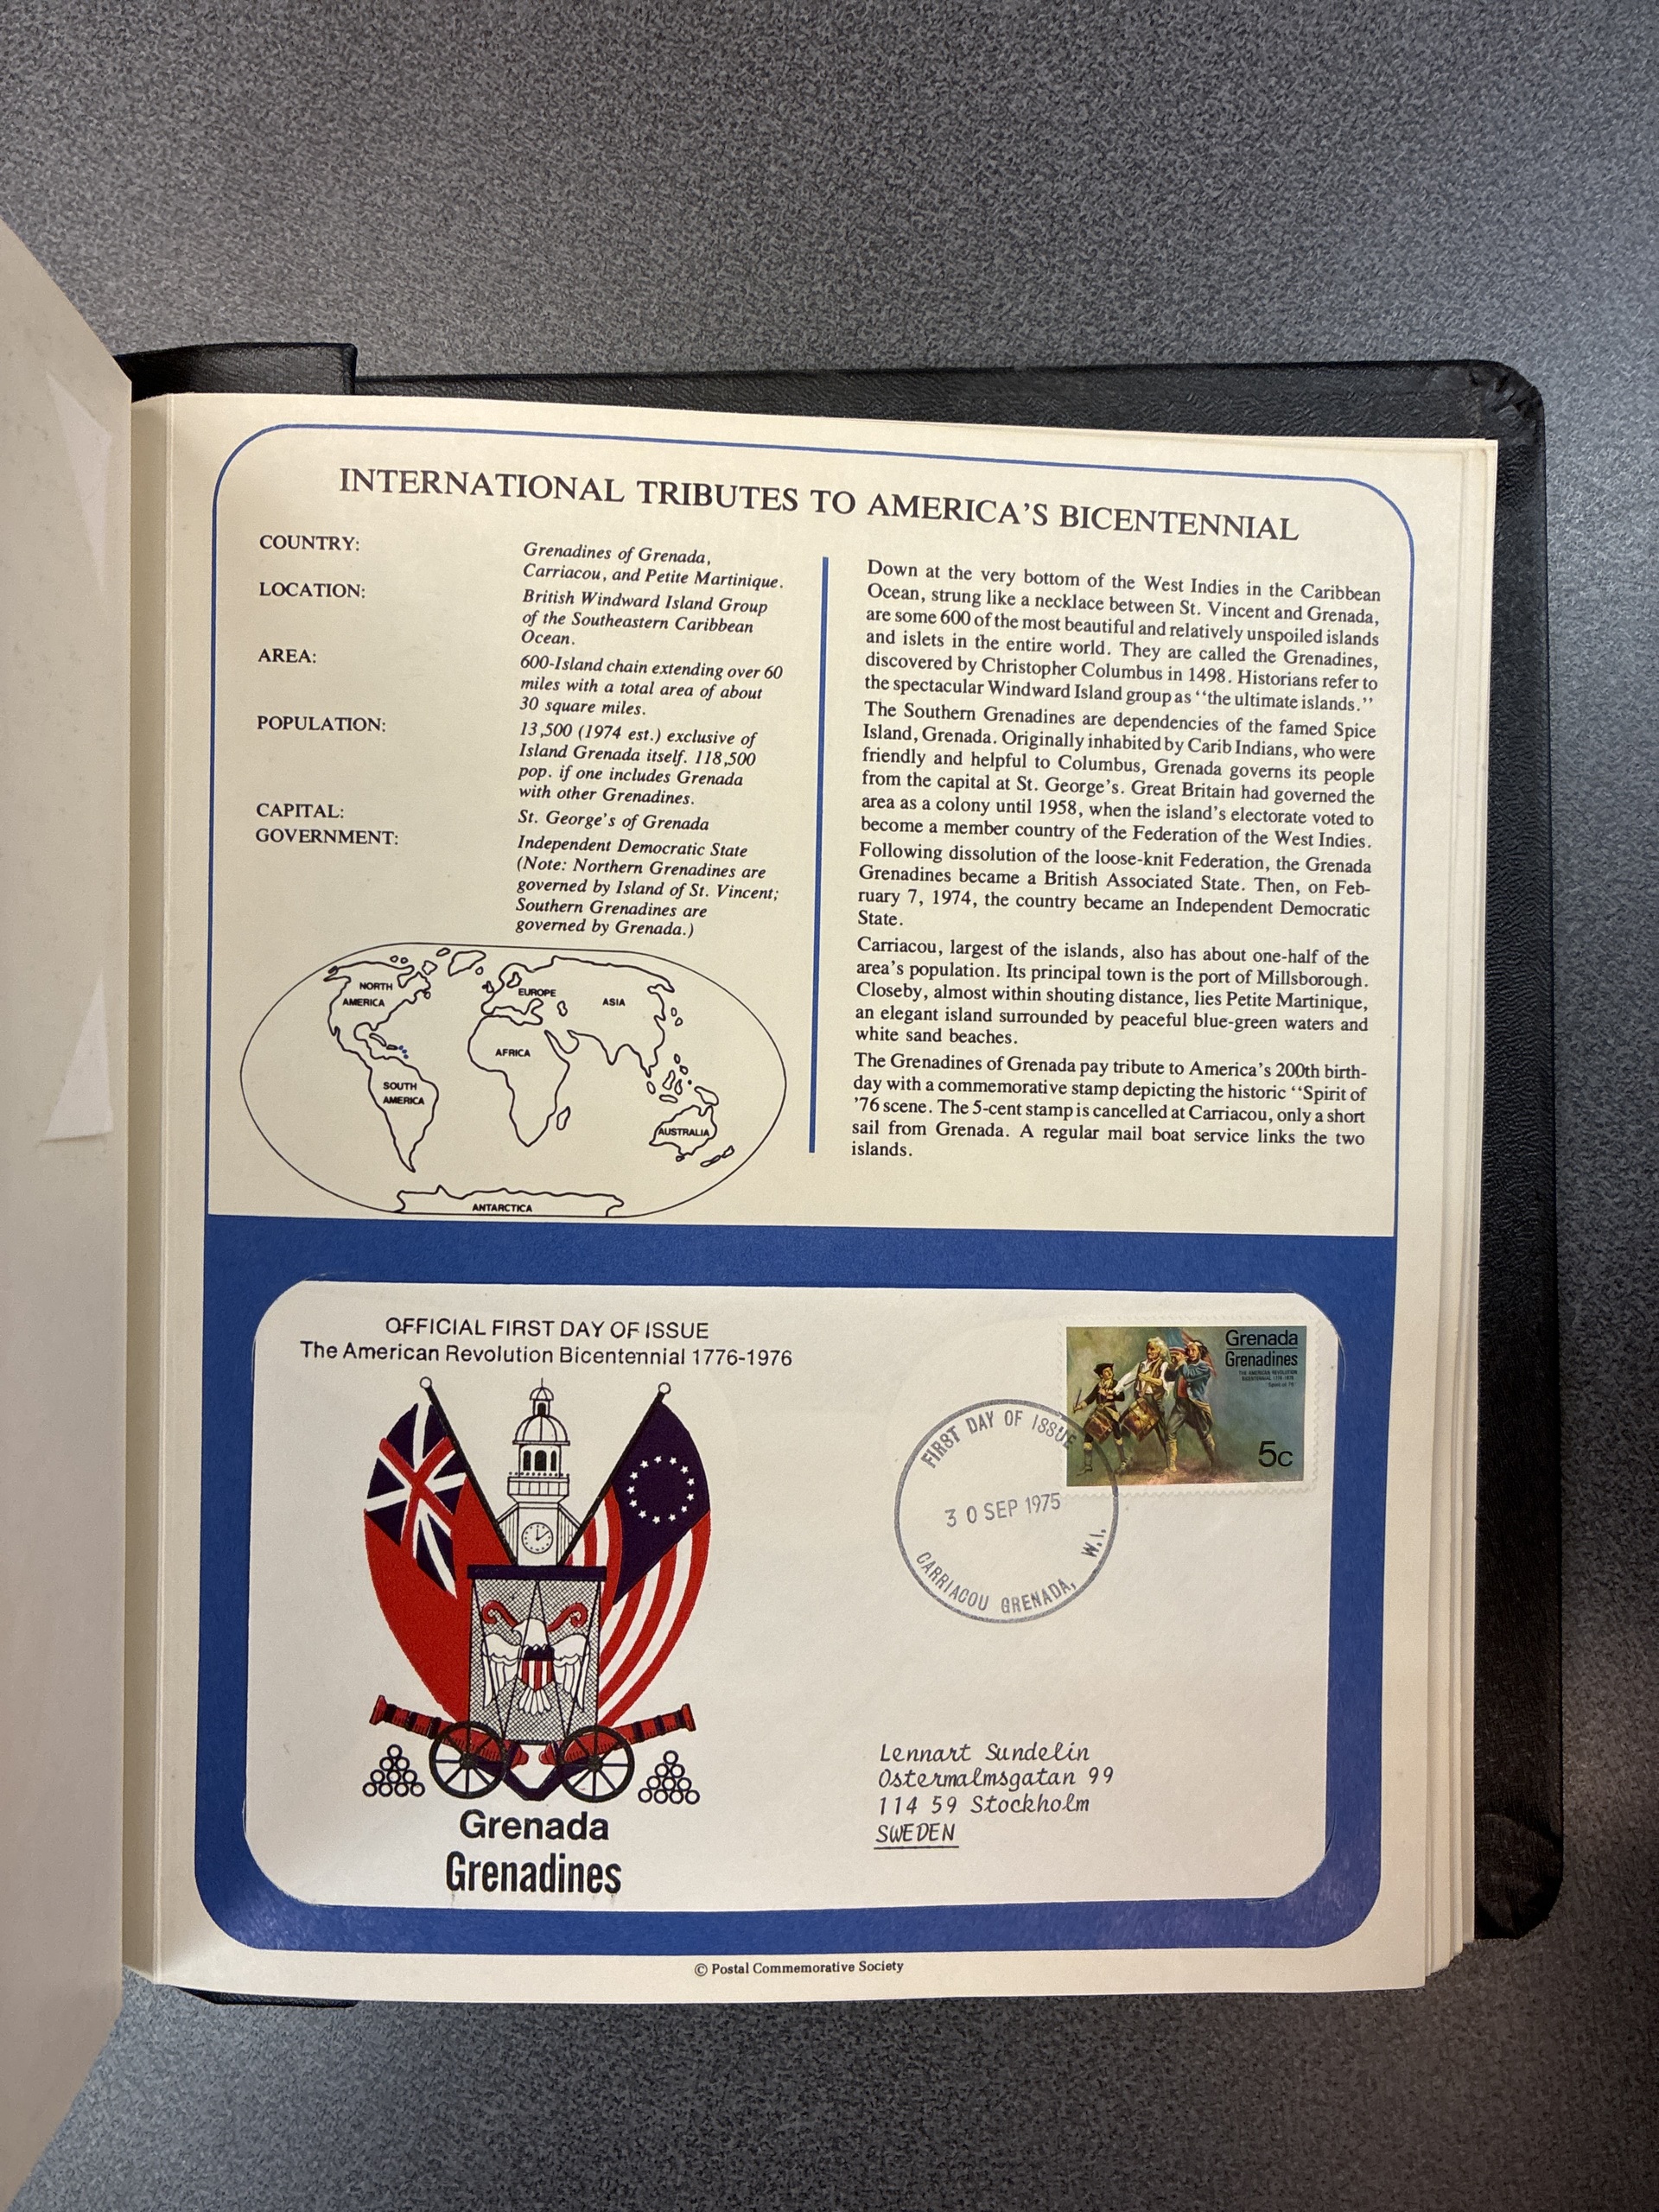 INTERNATIONAL TRIBUTES TO AMERICA'S BICENTENNIAL
COUNTRY:
Grenadines of Grenada,
Carriacou, and Petite Martinique.
LOCATION:
British Windward Island Group
of the Southeastern Caribbean
Ocean.
AREA:
600-Island chain extending over 60
miles with a total area of about
30 square miles.
POPULATION:
13,500 (1974 est.) exclusive of
Island Grenada itself. 118,500
pop. if one includes Grenada
with other Grenadines.
CAPITAL:
St. George's of Grenada
GOVERNMENT:
Independent Democratic State
(Note: Northern Grenadines are
governed by Island of St. Vincent;
Southern Grenadines are
governed by Grenada.)
NORTH
AMERICA
EUROPE
ASIA
AFRICA
SOUTH
AMERICA
AUSTRALIA
ANTARCTICA
Down at the very bottom of the West Indies in the Caribbean
Ocean, strung like a necklace between St. Vincent and Grenada,
are some 600 of the most beautiful and relatively unspoiled islands
and islets in the entire world. They are called the Grenadines,
discovered by Christopher Columbus in 1498. Historians refer to
the spectacular Windward Island group as ''the ultimate islands.''
The Southern Grenadines are dependencies of the famed Spice
Island, Grenada. Originally inhabited by Carib Indians, who were
friendly and helpful to Columbus, Grenada governs its people
from the capital at St. George's. Great Britain had governed the
area as a colony until 1958, when the island's electorate voted to
become a member country of the Federation of the West Indies.
Following dissolution of the loose-knit Federation, the Grenada
Grenadines became a British Associated State. Then, on Feb-
ruary 7, 1974, the country became an Independent Democratic
State.
Carriacou, largest of the islands, also has about one-half of the
area's population. Its principal town is the port of Millsborough.
Closeby, almost within shouting distance, lies Petite Martinique,
an elegant island surrounded by peaceful blue-green waters and
white sand beaches.
The Grenadines of Grenada pay tribute to America's 200th birth-
day with a commemorative stamp depicting the historic ''Spirit of
'76 scene. The 5-cent stamp is cancelled at Carriacou, only a short
sail from Grenada. A regular mail boat service links the two
islands.
OFFICIAL FIRST DAY OF ISSUE
The American Revolution Bicentennial 1776-1976
Grenada
Grenadines
THE AMERICAN REVOLUTION
BICENTENNIAL 1776-1976
"Spirit of 76"
5c
FIRST DAY OF ISSUE
30 SEP 1975
CARRIACOU GRENADA, W.I.
Lennart Sundelin
Ostermalmsgatan 99
114 59 Stockholm
SWEDEN
Grenada
Grenadines
© Postal Commemorative Society